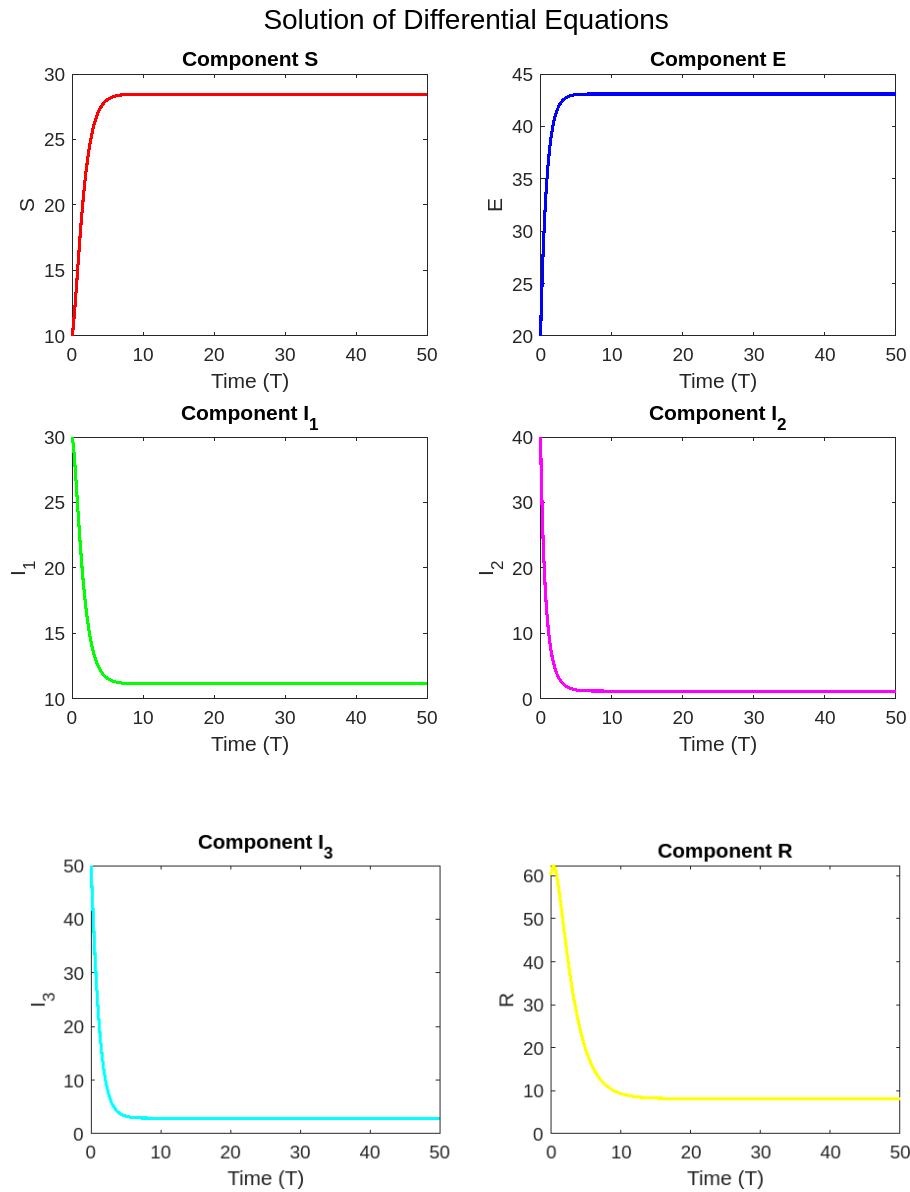 Solution of Differential Equations
Component S
30
25
20
15
10
S
0 10 20 30 40 50
Time (T)
Component E
45
40
35
30
25
20
E
0 10 20 30 40 50
Time (T)
Component I1
30
25
20
15
10
I1
0 10 20 30 40 50
Time (T)
Component I2
40
30
20
10
0
I2
0 10 20 30 40 50
Time (T)
Component I3
50
40
30
20
10
0
I3
0 10 20 30 40 50
Time (T)
Component R
60
50
40
30
20
10
0
R
0 10 20 30 40 50
Time (T)